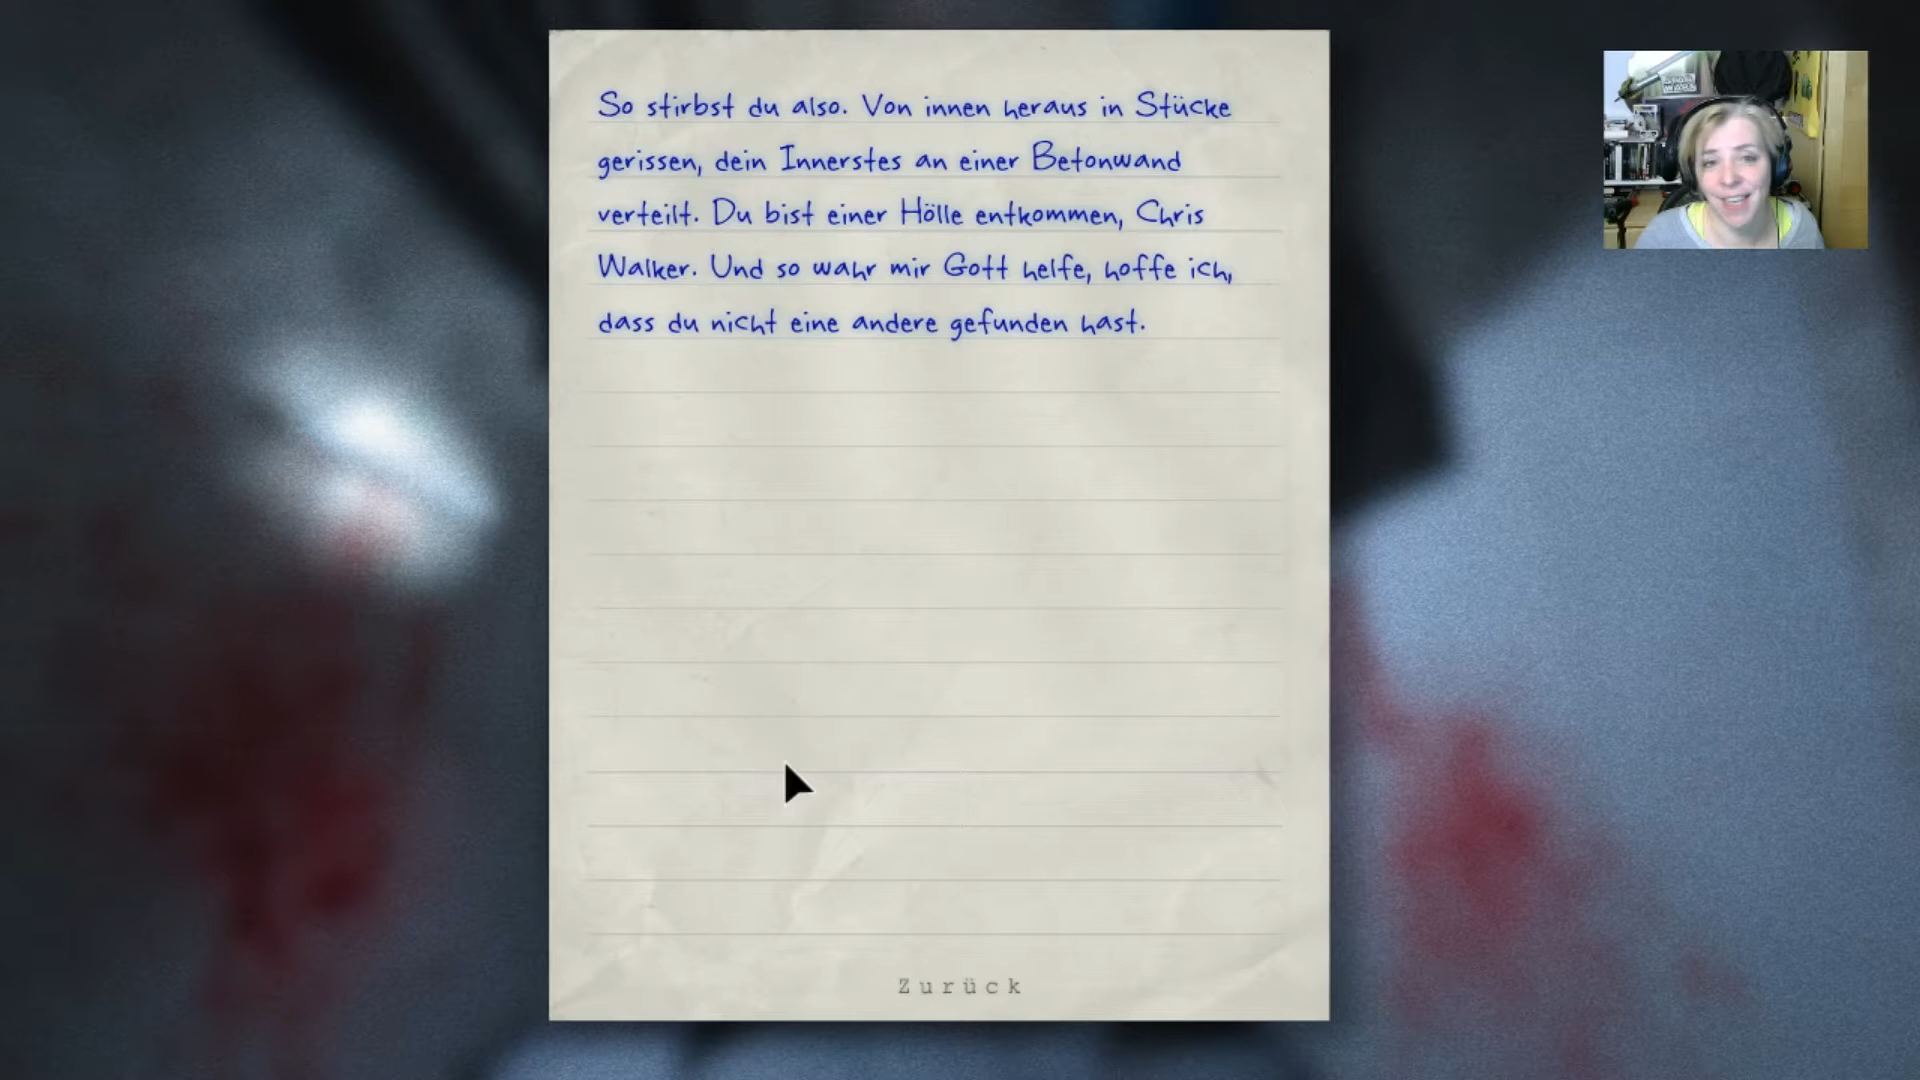 So stirbst du also. Von innen heraus in Stücke
gerissen, dein Innerstes an einer Betonwand
verteilt. Du bist einer Hölle entkommen, Chris
Walker. Und so wahr mir Gott helfe, hoffe ich,
dass du nicht eine andere gefunden hast.
Zurück